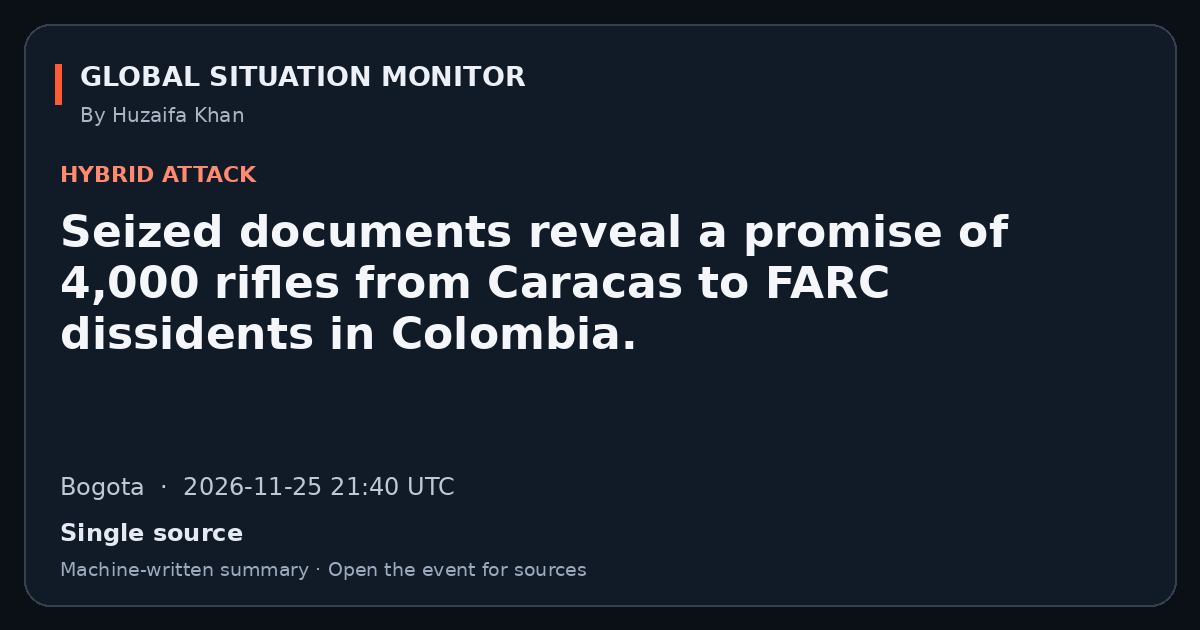 GLOBAL SITUATION MONITOR
By Huzaifa Khan
HYBRID ATTACK
Seized documents reveal a promise of
4,000 rifles from Caracas to FARC
dissidents in Colombia.
Bogota · 2026-11-25 21:40 UTC
Single source
Machine-written summary · Open the event for sources